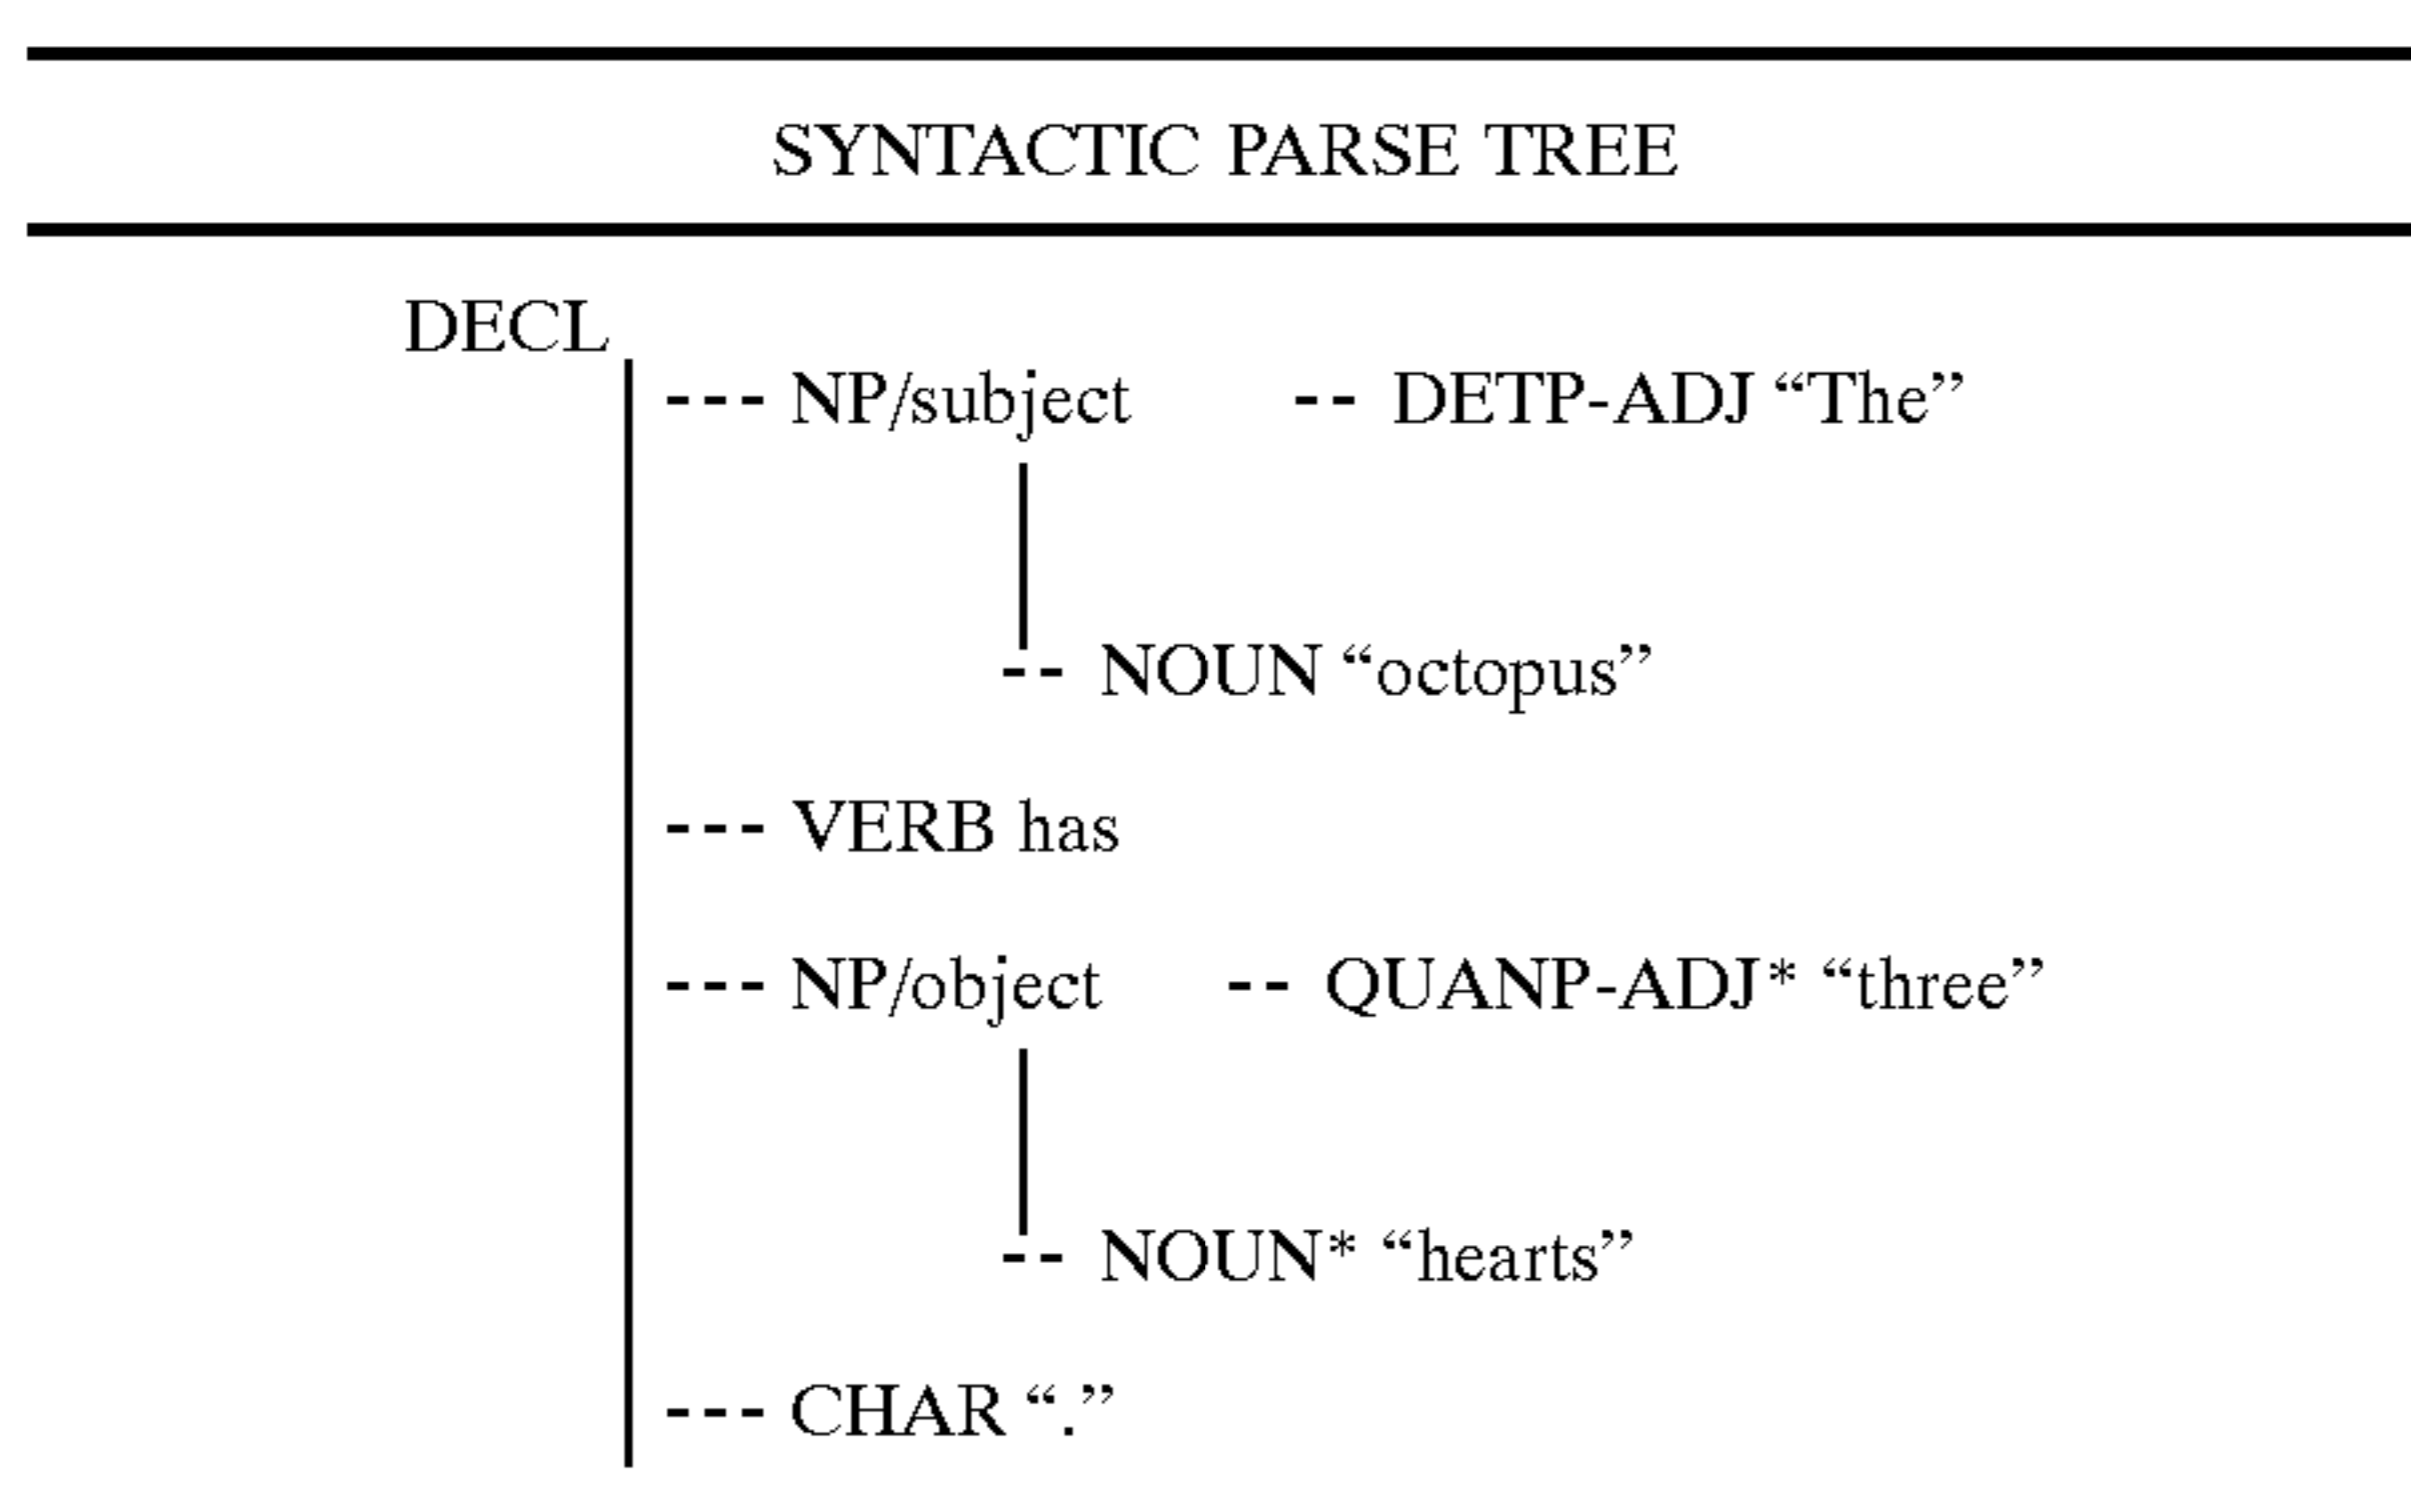 SYNTACTIC PARSE TREE
DECL
--- NP/subject -- DETP-ADJ “The”
-- NOUN “octopus”
--- VERB has
--- NP/object -- QUANP-ADJ* “three”
-- NOUN* “hearts”
--- CHAR “.”